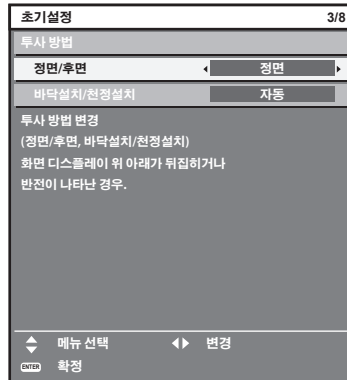 초기설정 3/8
투사 방법
정면/후면 정면
바닥설치/천정설치 자동
투사 방법 변경
(정면/후면, 바닥설치/천정설치)
화면 디스플레이 위 아래가 뒤집히거나
반전이 나타난 경우.
메뉴 선택 변경
ENTER 확정